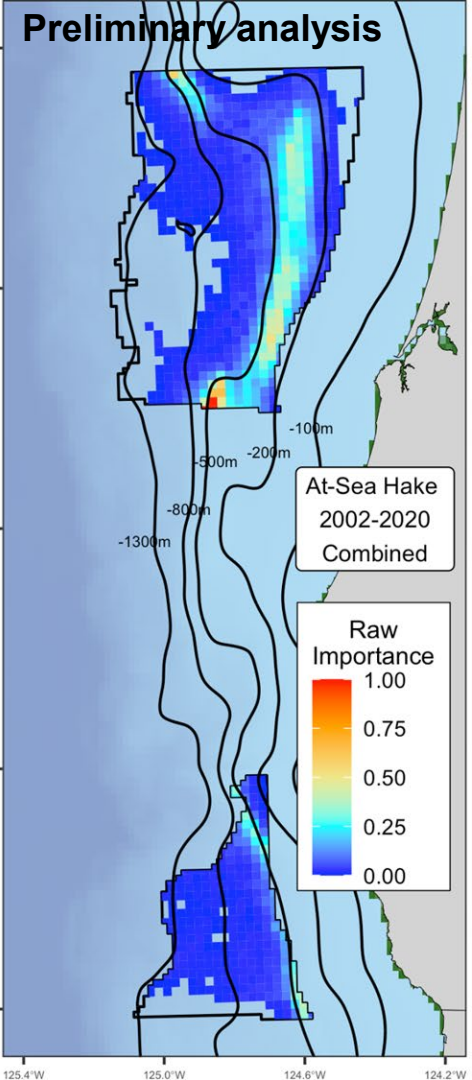 Preliminary analysis
-100m
-200m
-500m
-800m
-1300m
At-Sea Hake
2002-2020
Combined
Raw
Importance
1.00
0.75
0.50
0.25
0.00
125.4°W 125.0°W 124.6°W 124.2°W